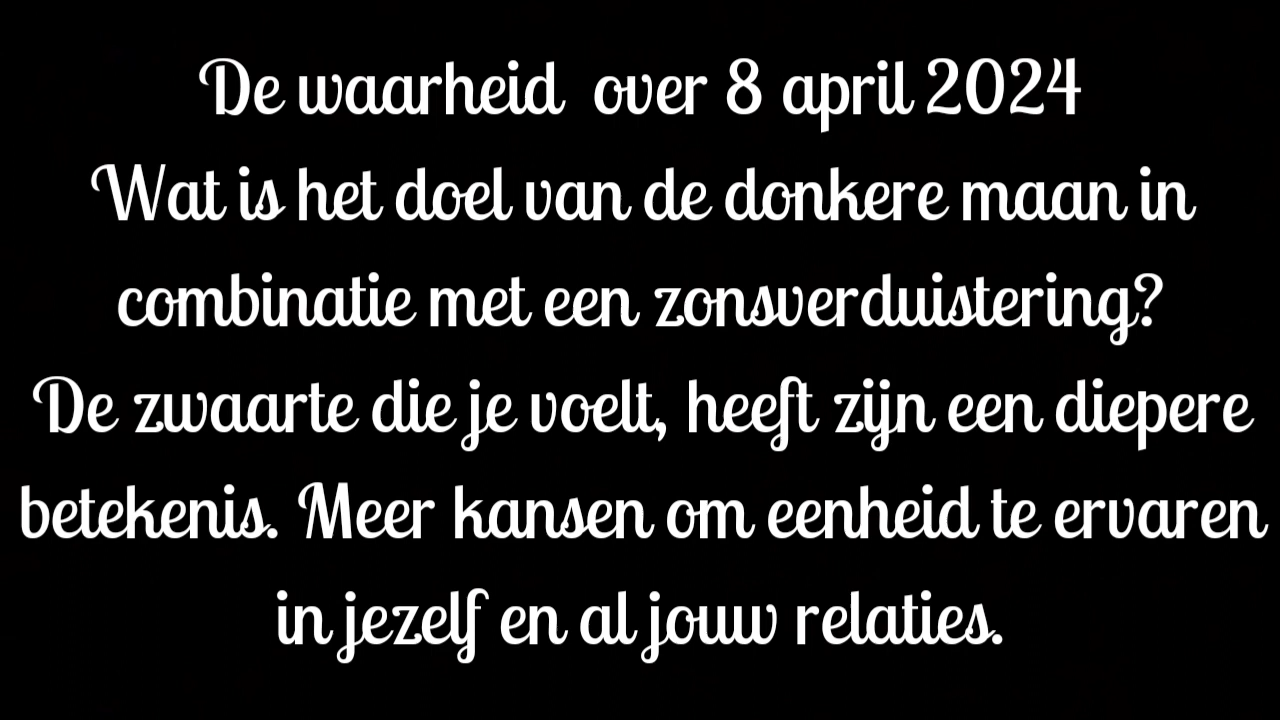 De waarheid over 8 april 2024
Wat is het doel van de donkere maan in
combinatie met een zonsverduistering?
De zwaarte die je voelt, heeft zijn een diepere
betekenis. Meer kansen om eenheid te ervaren
in jezelf en al jouw relaties.